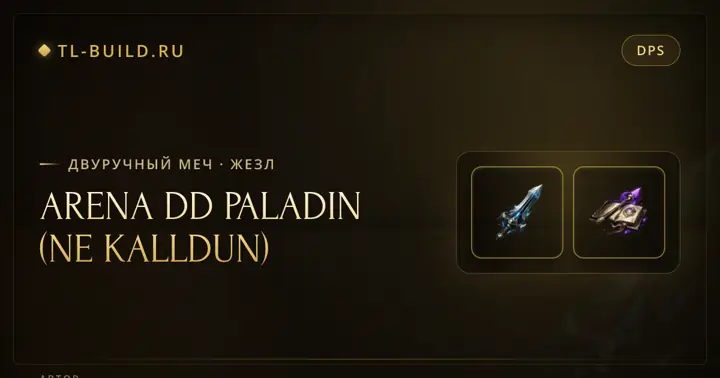 TL-BUILD.RU
DPS
ДВУРУЧНЫЙ МЕЧ · ЖЕЗЛ
ARENA DD PALADIN
(NE KALLDUN)